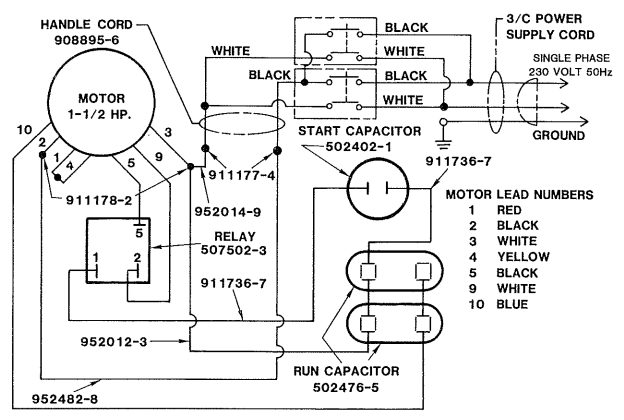 HANDLE CORD
908895-6
BLACK
3/C POWER
SUPPLY CORD
WHITE
WHITE
SINGLE PHASE
230 VOLT 50Hz
BLACK
BLACK
MOTOR
1-1/2 HP.
WHITE
GROUND
10
2
1
4
5
9
3
START CAPACITOR
502402-1
911736-7
911177-4
911178-2
952014-9
MOTOR LEAD NUMBERS
1 RED
2 BLACK
3 WHITE
4 YELLOW
5 BLACK
9 WHITE
10 BLUE
5
1
2
RELAY
507502-3
911736-7
952012-3
RUN CAPACITOR
502476-5
952482-8